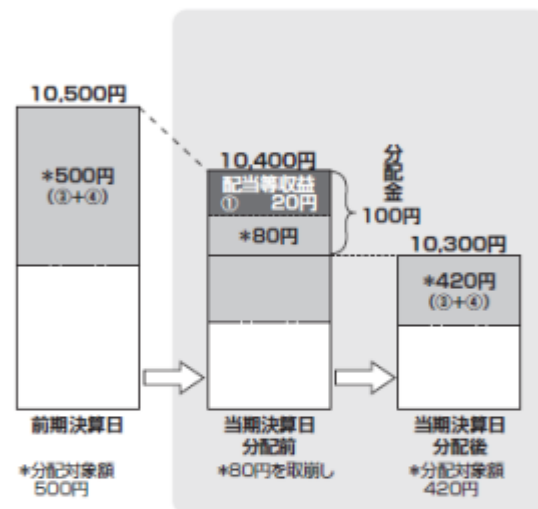 10,500円
*500円
(③+④)
前期決算日
*分配対象額
500円
10,400円
配当等収益
① 20円
*80円
分配金
100円
当期決算日
分配前
*80円を取崩し
10,300円
*420円
(③+④)
当期決算日
分配後
*分配対象額
420円